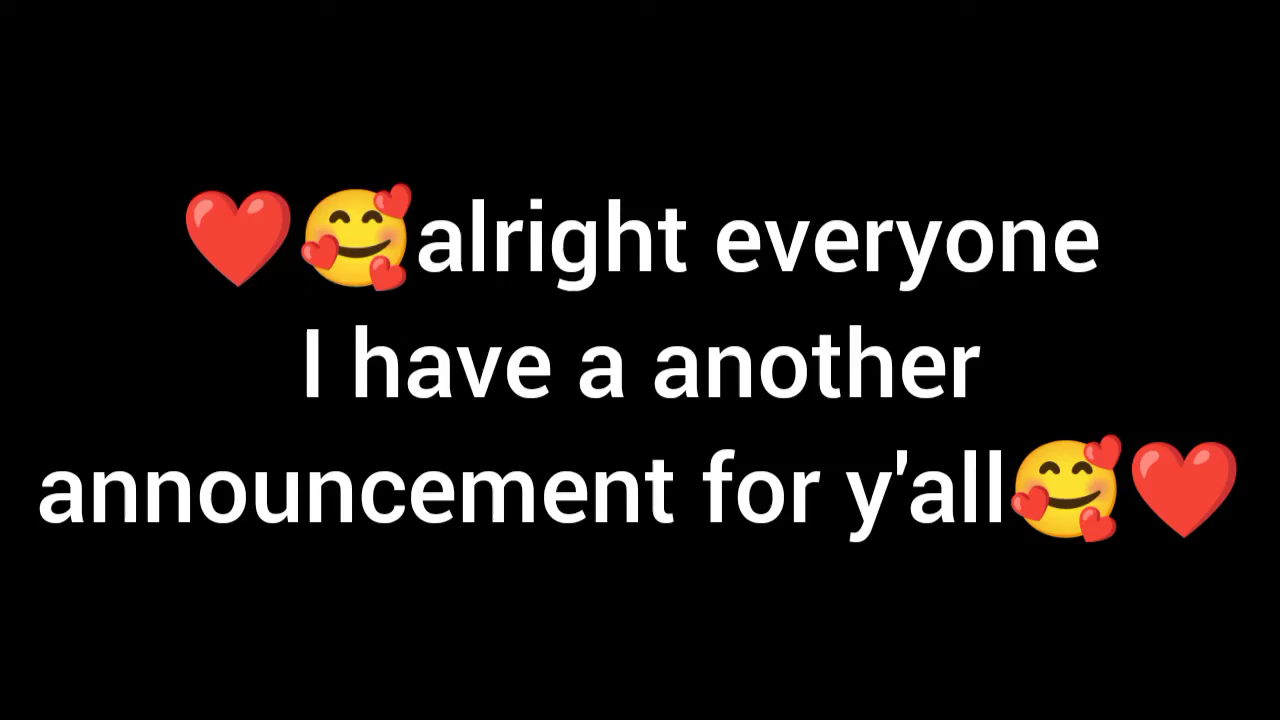 ❤️🥰alright everyone
I have a another
announcement for y'all🥰❤️